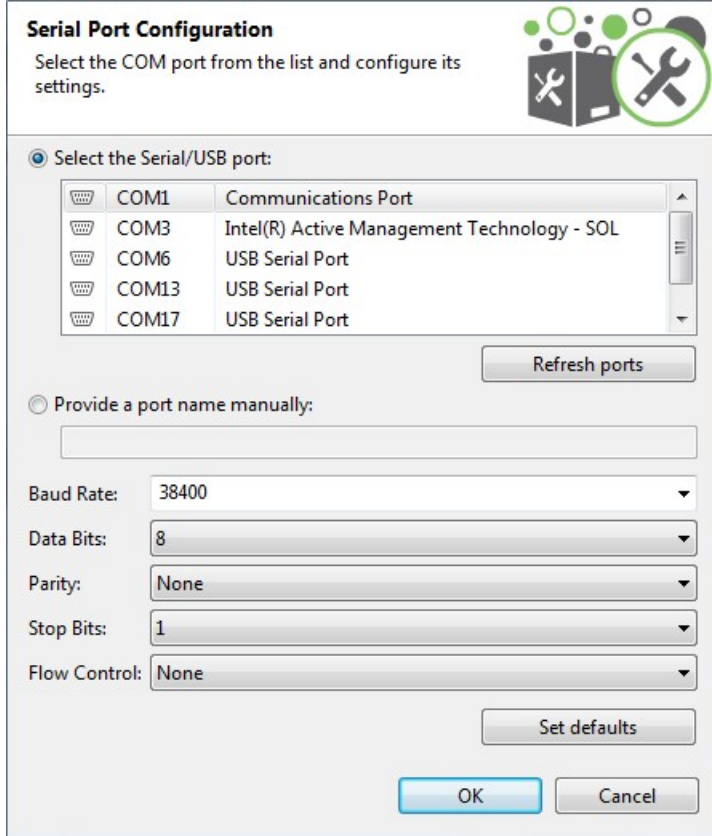 Serial Port Configuration
Select the COM port from the list and configure its
settings.
Select the Serial/USB port:
COM1 Communications Port
COM3 Intel(R) Active Management Technology - SOL
COM6 USB Serial Port
COM13 USB Serial Port
COM17 USB Serial Port
Refresh ports
Provide a port name manually:
Baud Rate: 38400
Data Bits: 8
Parity: None
Stop Bits: 1
Flow Control: None
Set defaults
OK Cancel